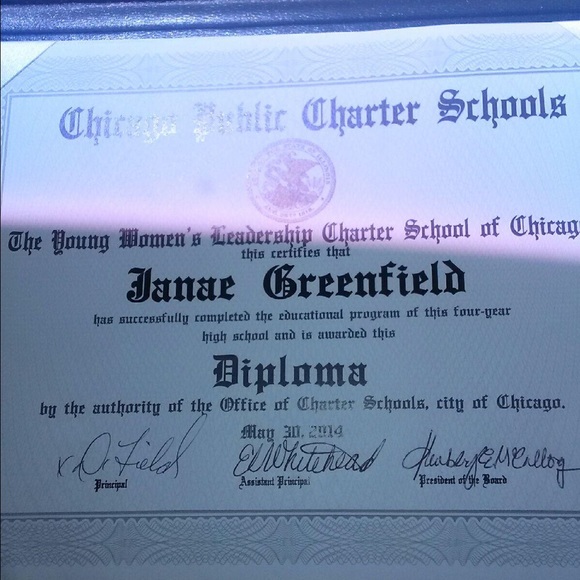 Chicago Public Charter Schools
The Young Women's Leadership Charter School of Chicag
this certifies that
Janae Greenfield
has successfully completed the educational program of this four-year
high school and is awarded this
Diploma
by the authority of the Office of Charter Schools, city of Chicago.
May 30, 2014
Principal
Assistant Principal
President of the Board